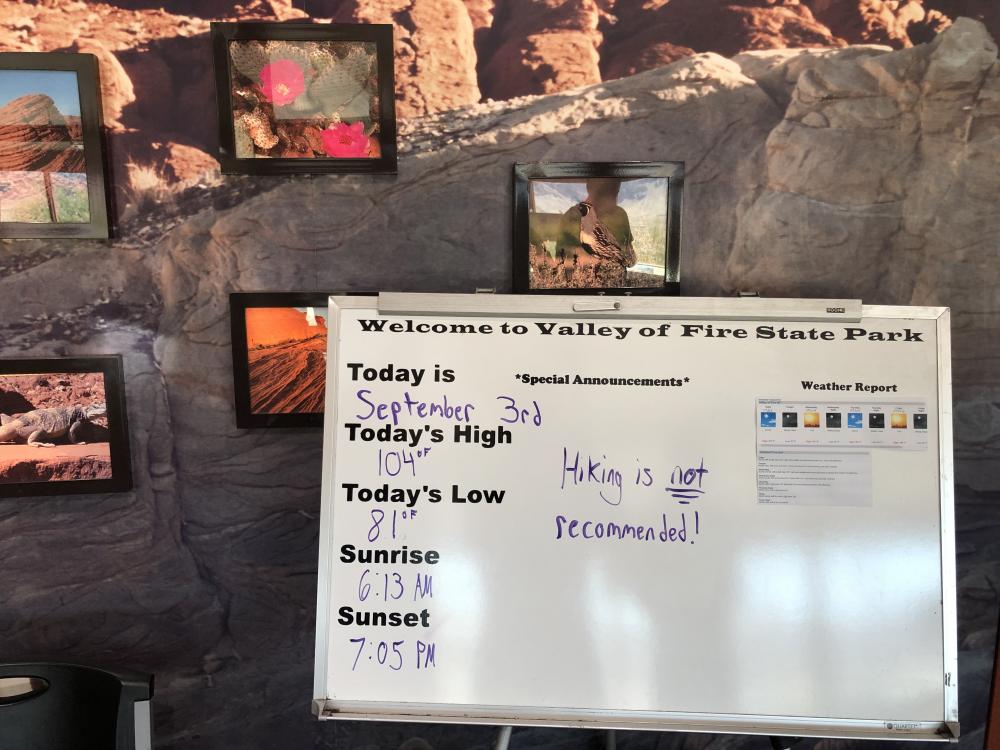 Welcome to Valley of Fire State Park
Today is
September 3rd
Today's High
104°F
Today's Low
81°F
Sunrise
6:13 AM
Sunset
7:05 PM
*Special Announcements*
Hiking is not
recommended!
Weather Report
QUARTET